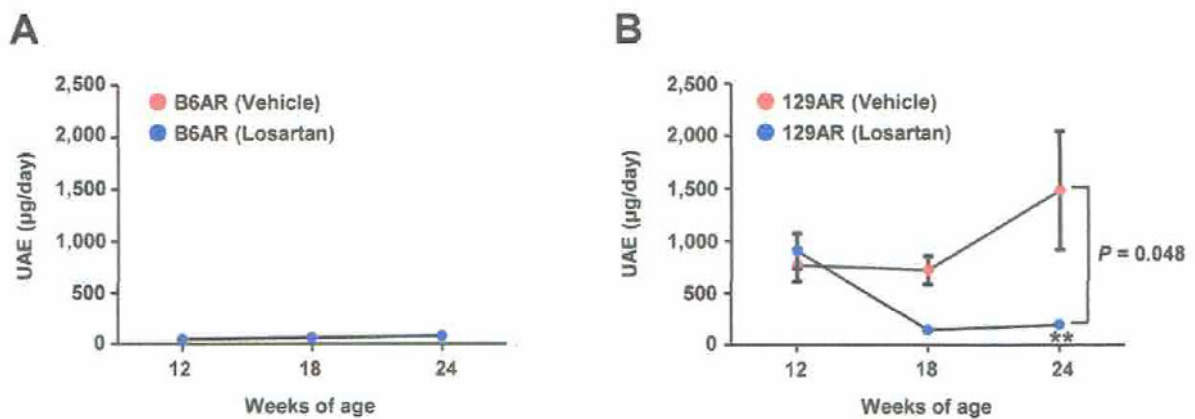 A
2,500
2,000
1,500
1,000
500
0
UAE (µg/day)
B6AR (Vehicle)
B6AR (Losartan)
12 18 24
Weeks of age
B
2,500
2,000
1,500
1,000
500
0
UAE (µg/day)
129AR (Vehicle)
129AR (Losartan)
P = 0.048
**
12 18 24
Weeks of age